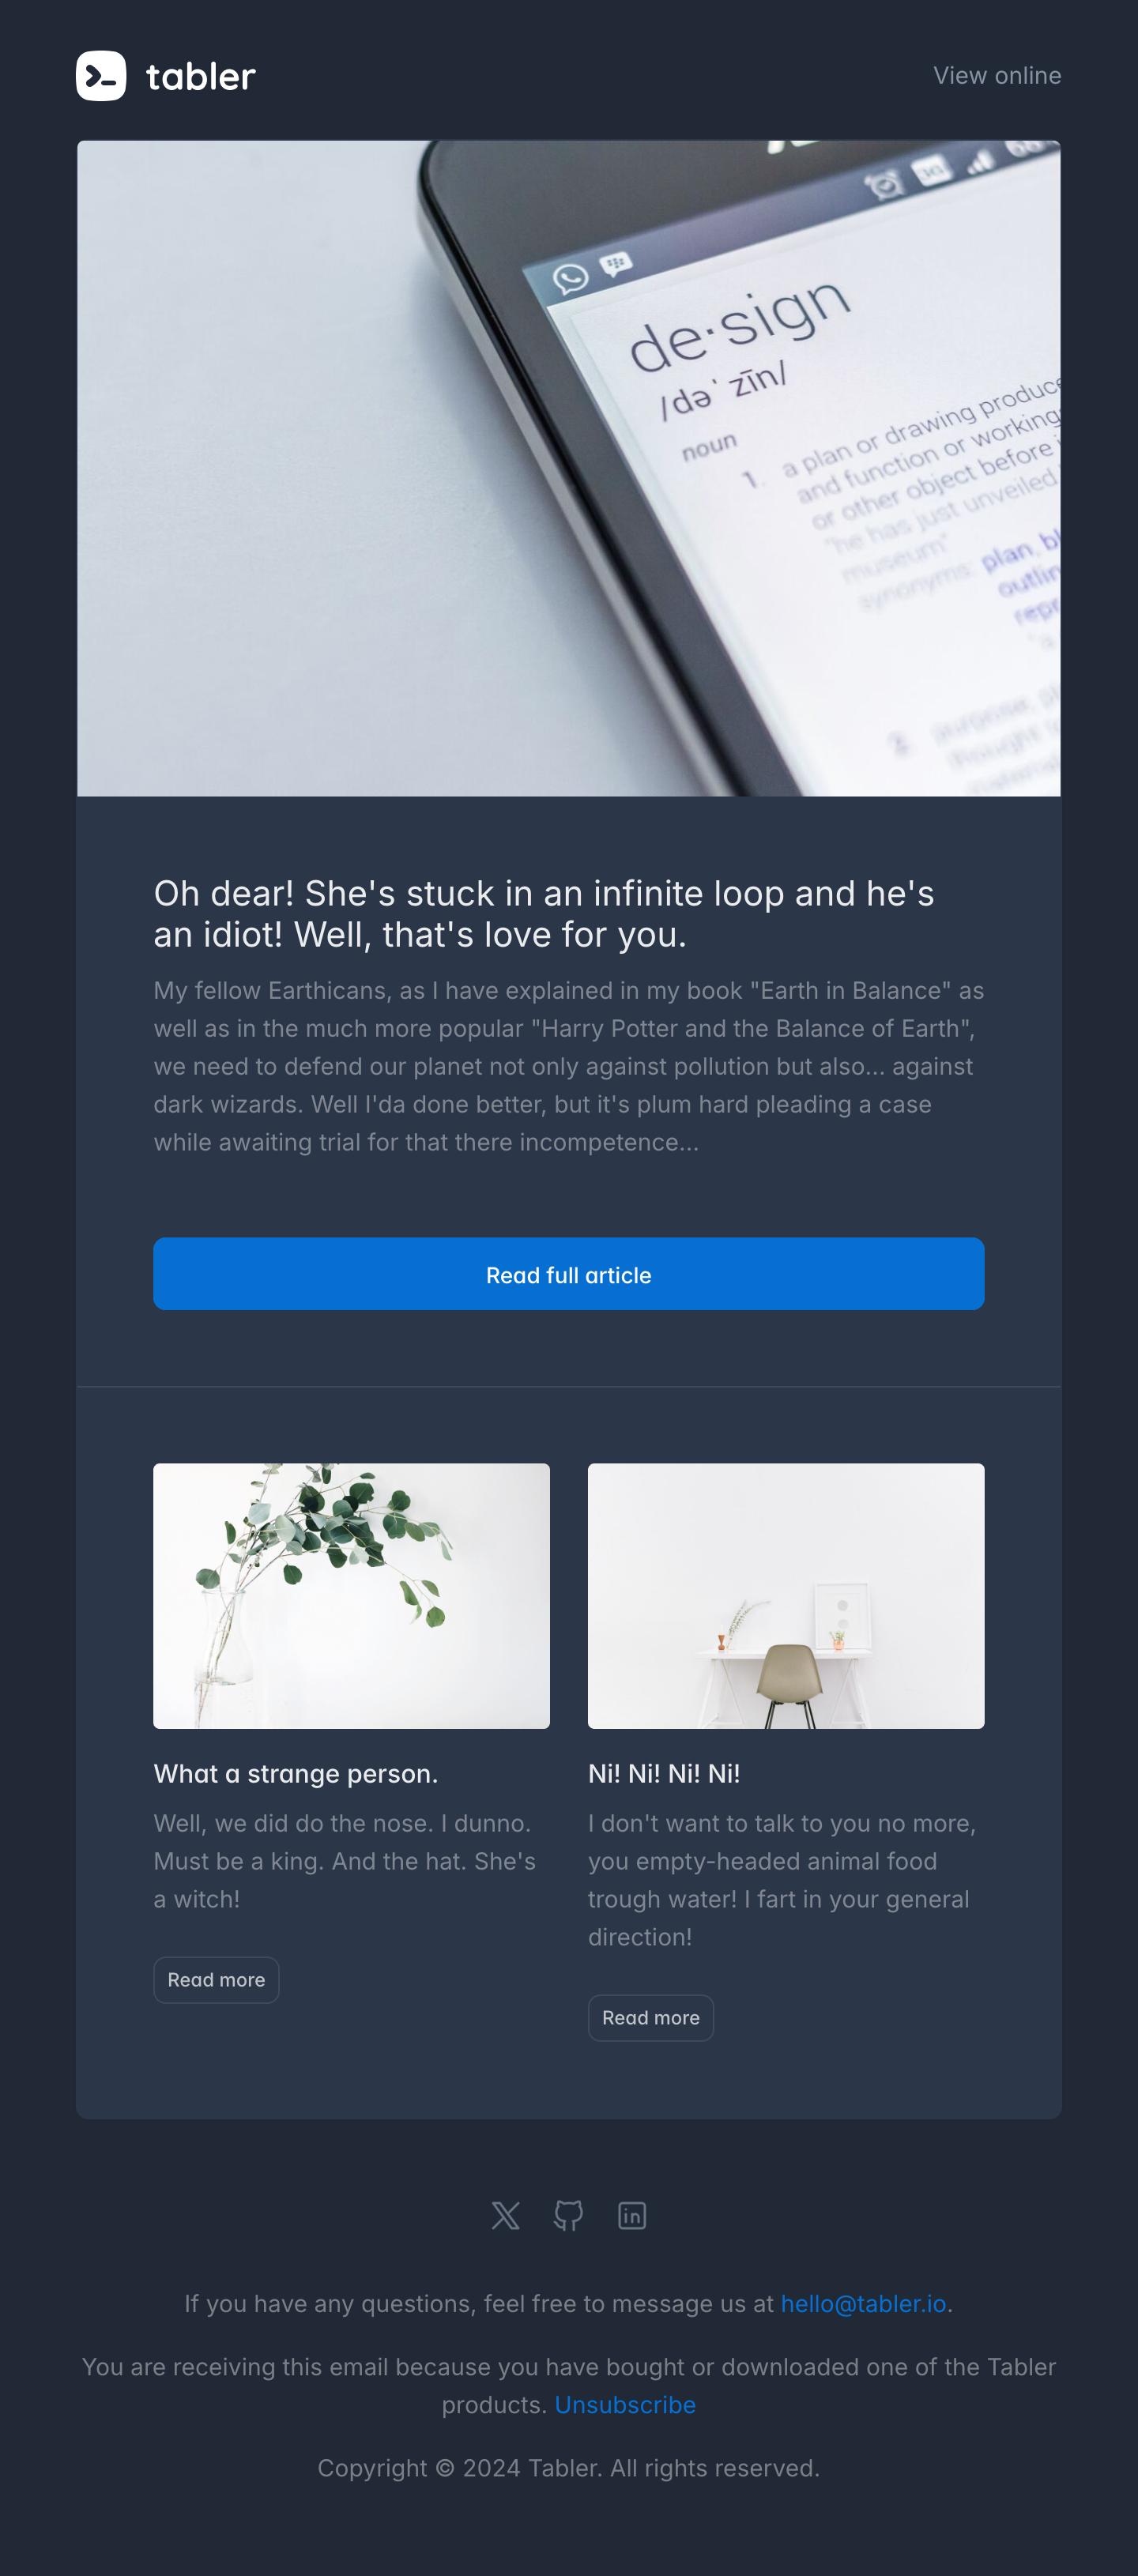 tabler
View online
de·sign
/dəˈ zīn/
noun
1. a plan or drawing produce
and function or working
or other object before
"he has just unveiled
museum"
synonyms: plan, bl
outlin
repr
Oh dear! She's stuck in an infinite loop and he's
an idiot! Well, that's love for you.
My fellow Earthicans, as I have explained in my book "Earth in Balance" as
well as in the much more popular "Harry Potter and the Balance of Earth",
we need to defend our planet not only against pollution but also... against
dark wizards. Well I'da done better, but it's plum hard pleading a case
while awaiting trial for that there incompetence...
Read full article
What a strange person.
Well, we did do the nose. I dunno.
Must be a king. And the hat. She's
a witch!
Read more
Ni! Ni! Ni! Ni!
I don't want to talk to you no more,
you empty-headed animal food
trough water! I fart in your general
direction!
Read more
If you have any questions, feel free to message us at hello@tabler.io.
You are receiving this email because you have bought or downloaded one of the Tabler
products. Unsubscribe
Copyright © 2024 Tabler. All rights reserved.